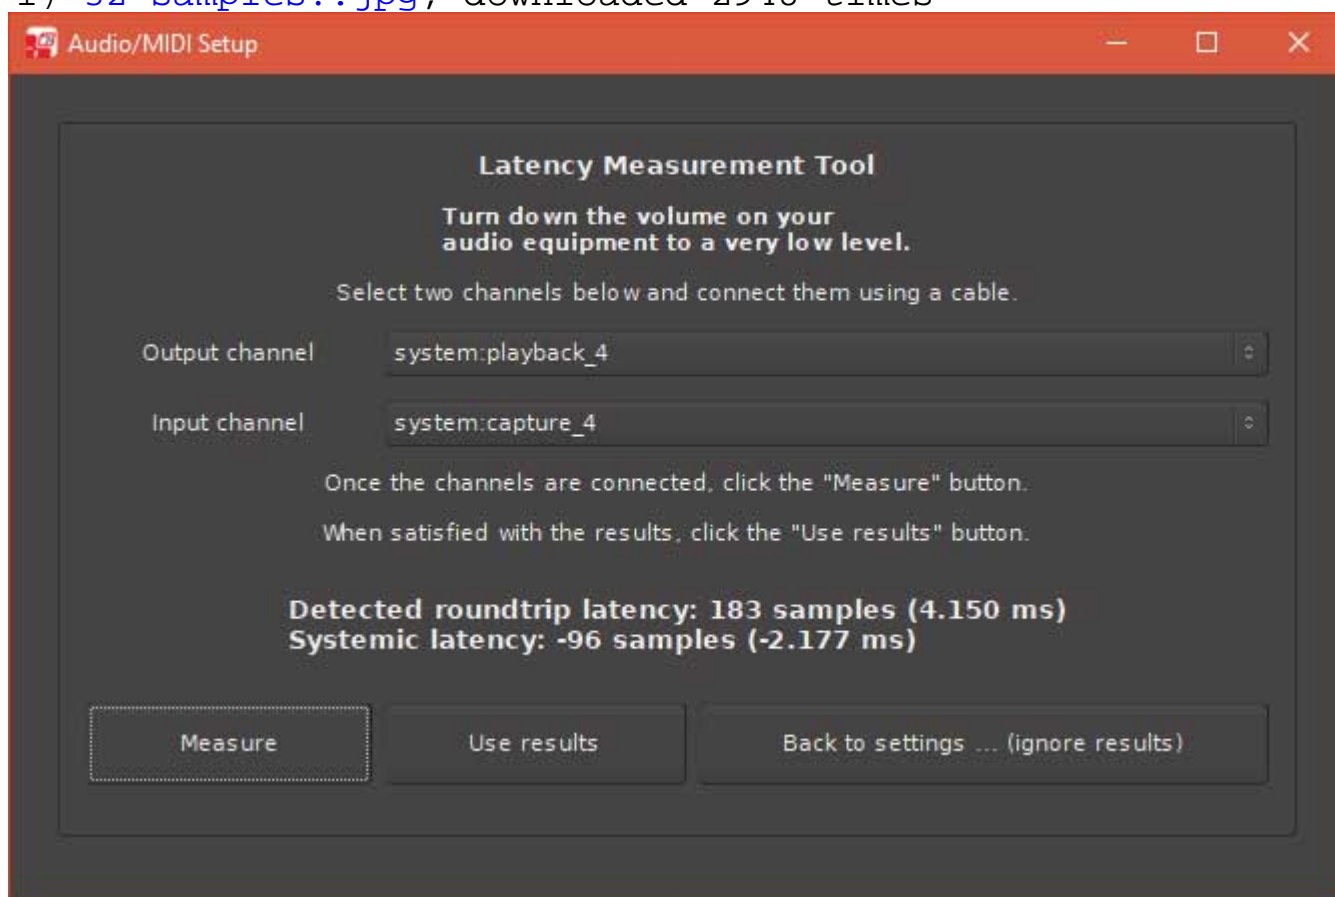 Audio/MIDI Setup
Latency Measurement Tool
Turn down the volume on your
audio equipment to a very low level.
Select two channels below and connect them using a cable.
Output channel system:playback_4
Input channel system:capture_4
Once the channels are connected, click the "Measure" button.
When satisfied with the results, click the "Use results" button.
Detected roundtrip latency: 183 samples (4.150 ms)
Systemic latency: -96 samples (-2.177 ms)
Measure Use results Back to settings ... (ignore results)